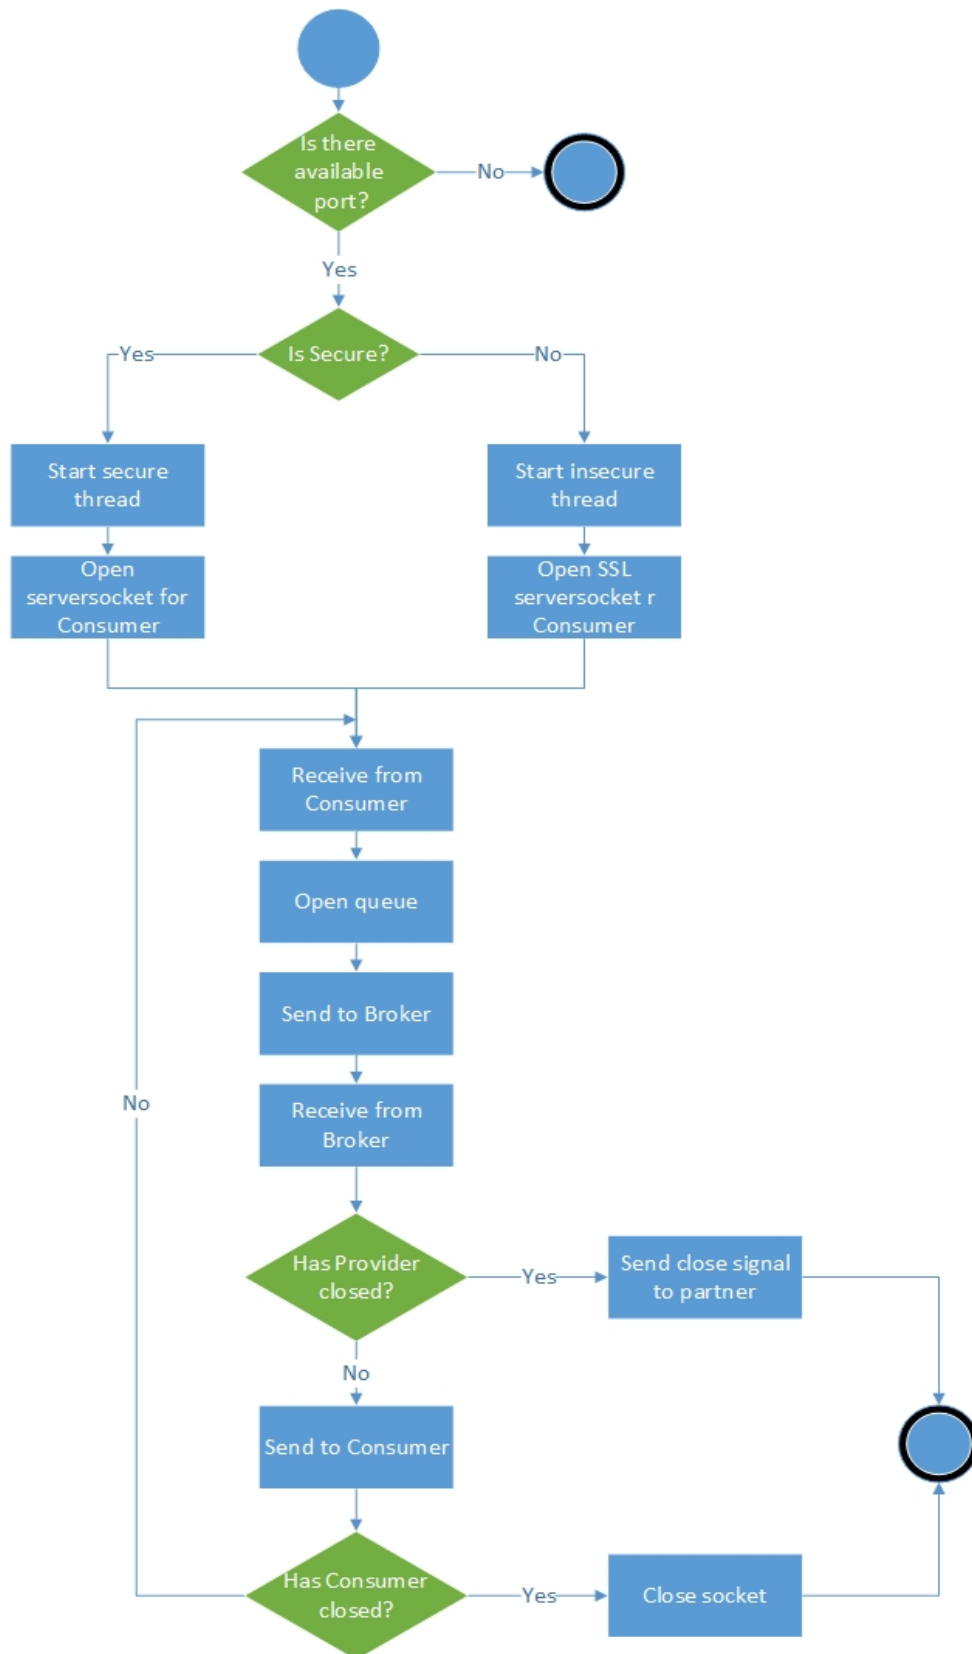 Is there
available
port?
No
Yes
Is Secure?
Yes
No
Start secure
thread
Start insecure
thread
Open
serversocket for
Consumer
Open SSL
serversocket r
Consumer
Receive from
Consumer
Open queue
Send to Broker
No
Receive from
Broker
Has Provider
closed?
Yes
Send close signal
to partner
No
Send to Consumer
Has Consumer
closed?
Yes
Close socket